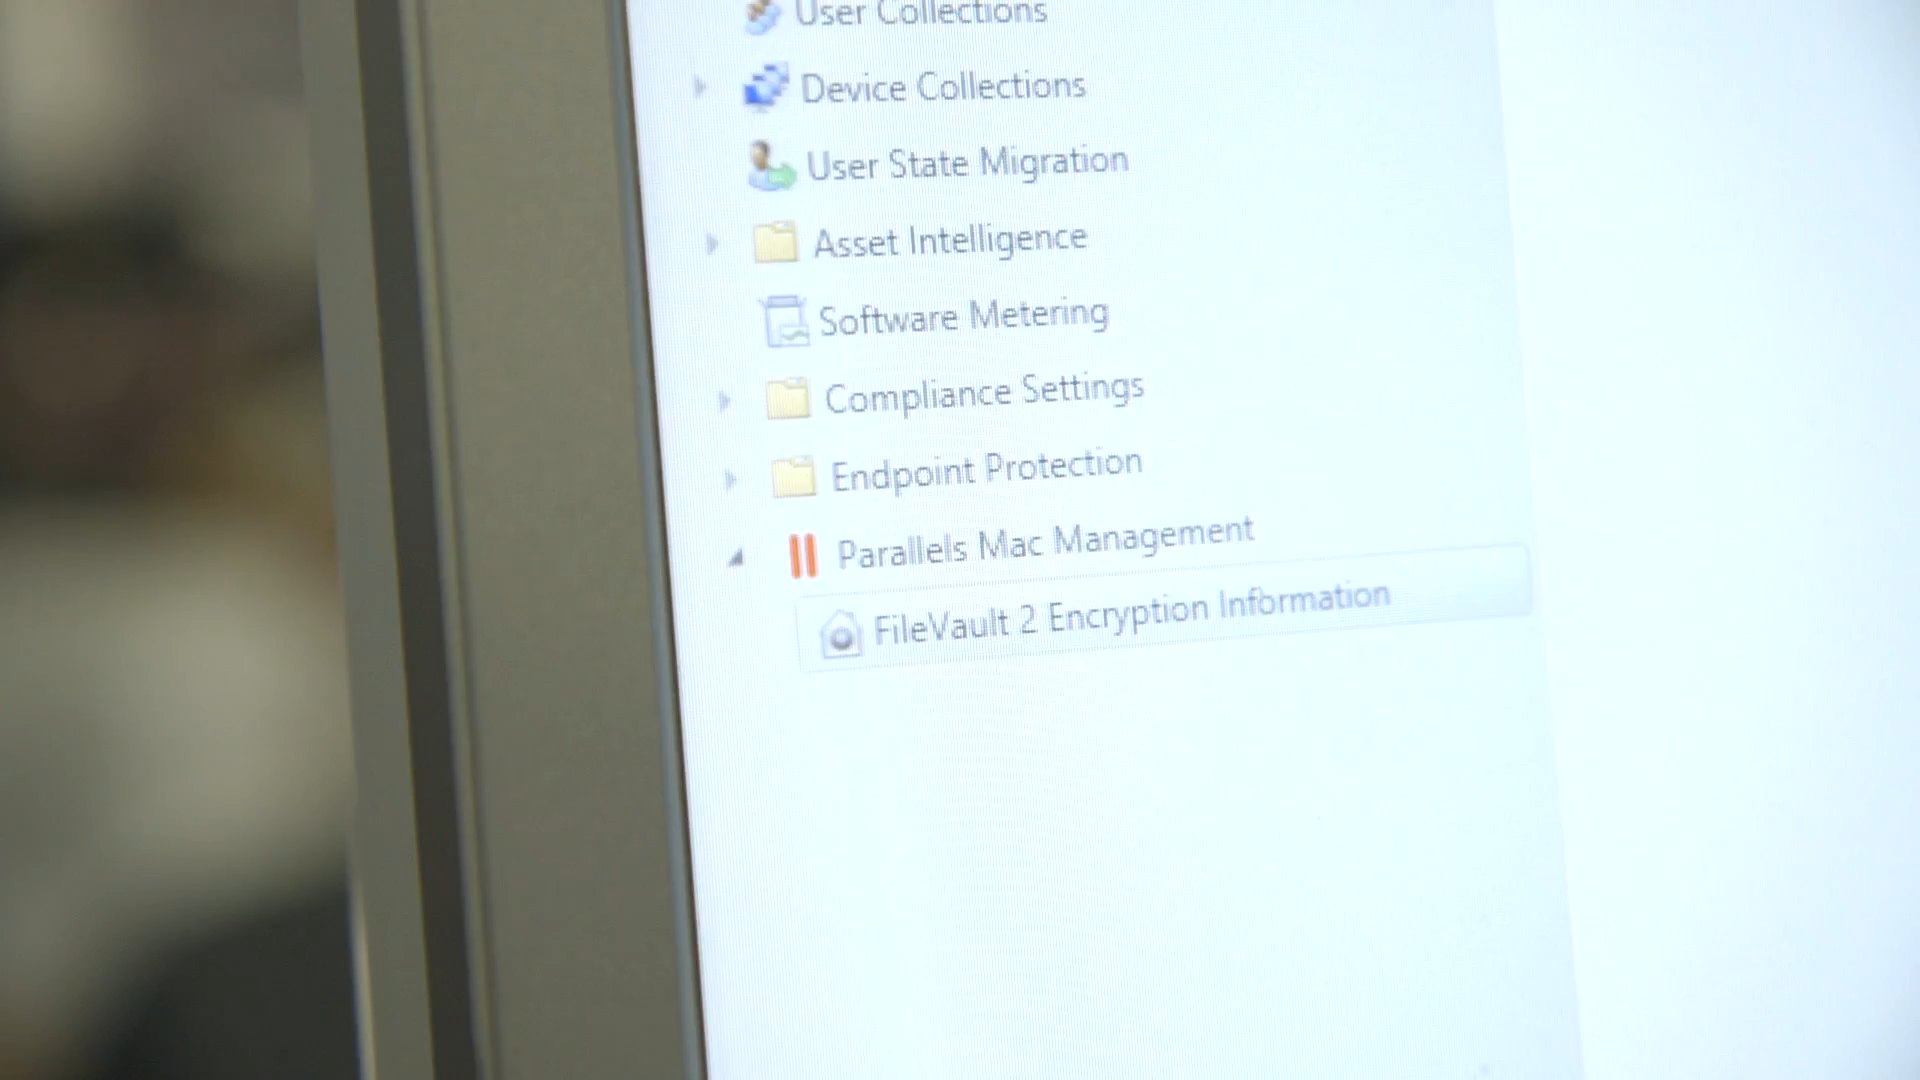 User Collections
Device Collections
User State Migration
Asset Intelligence
Software Metering
Compliance Settings
Endpoint Protection
Parallels Mac Management
FileVault 2 Encryption Information